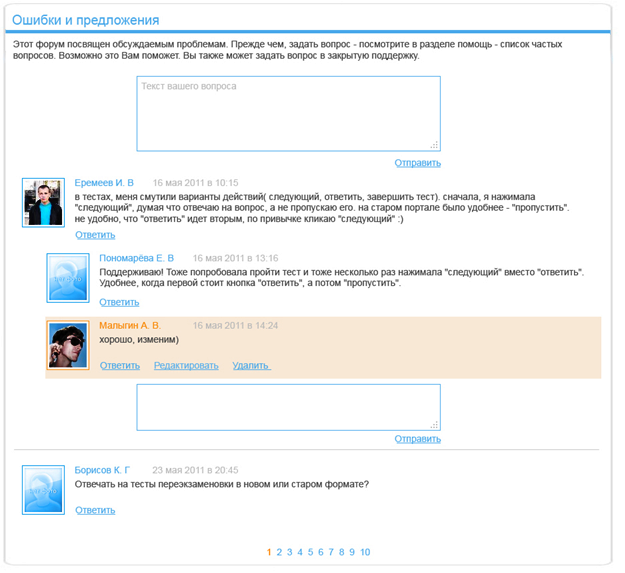 Ошибки и предложения
Этот форум посвящен обсуждаемым проблемам. Прежде чем, задать вопрос - посмотрите в разделе помощь - список частых
вопросов. Возможно это Вам поможет. Вы также может задать вопрос в закрытую поддержку.
Текст вашего вопроса
Отправить
Еремеев И. В 16 мая 2011 в 10:15
в тестах, меня смутили варианты действий( следующий, ответить, завершить тест). сначала, я нажимала
"следующий", думая что отвечаю на вопрос, а не пропускаю его. на старом портале было удобнее - "пропустить".
не удобно, что "ответить" идет вторым, по привычке кликаю "следующий" :)
Ответить
Пономарёва Е. В 16 мая 2011 в 13:16
Поддерживаю! Тоже попробовала пройти тест и тоже несколько раз нажимала "следующий" вместо "ответить".
Удобнее, когда первой стоит кнопка "ответить", а потом "пропустить".
Ответить
Малыгин А. В. 16 мая 2011 в 14:24
хорошо, изменим)
Ответить Редактировать Удалить
Отправить
Борисов К. Г 23 мая 2011 в 20:45
Отвечать на тесты переэкзаменовки в новом или старом формате?
Ответить
1 2 3 4 5 6 7 8 9 10